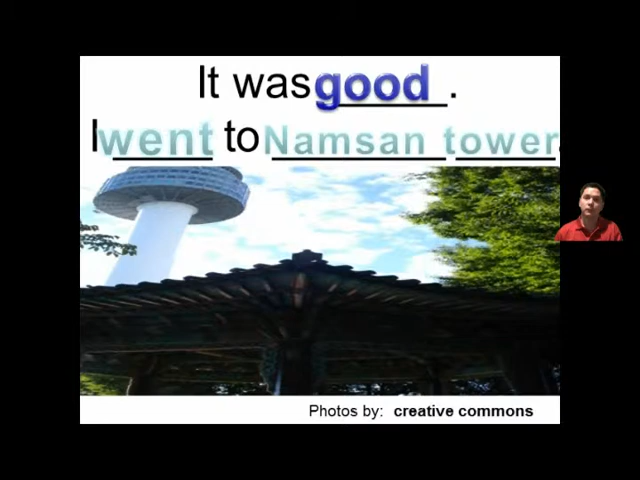 It was good.
I went to Namsan tower.
Photos by: creative commons